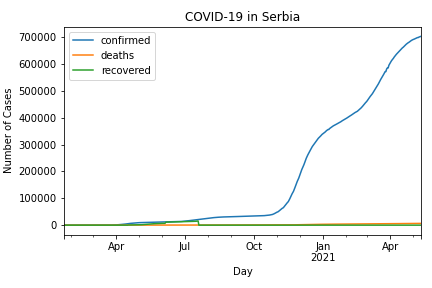 COVID-19 in Serbia
confirmed
deaths
recovered
700000
600000
500000
400000
300000
200000
100000
0
Number of Cases
Apr
Jul
Oct
Jan
2021
Apr
Day